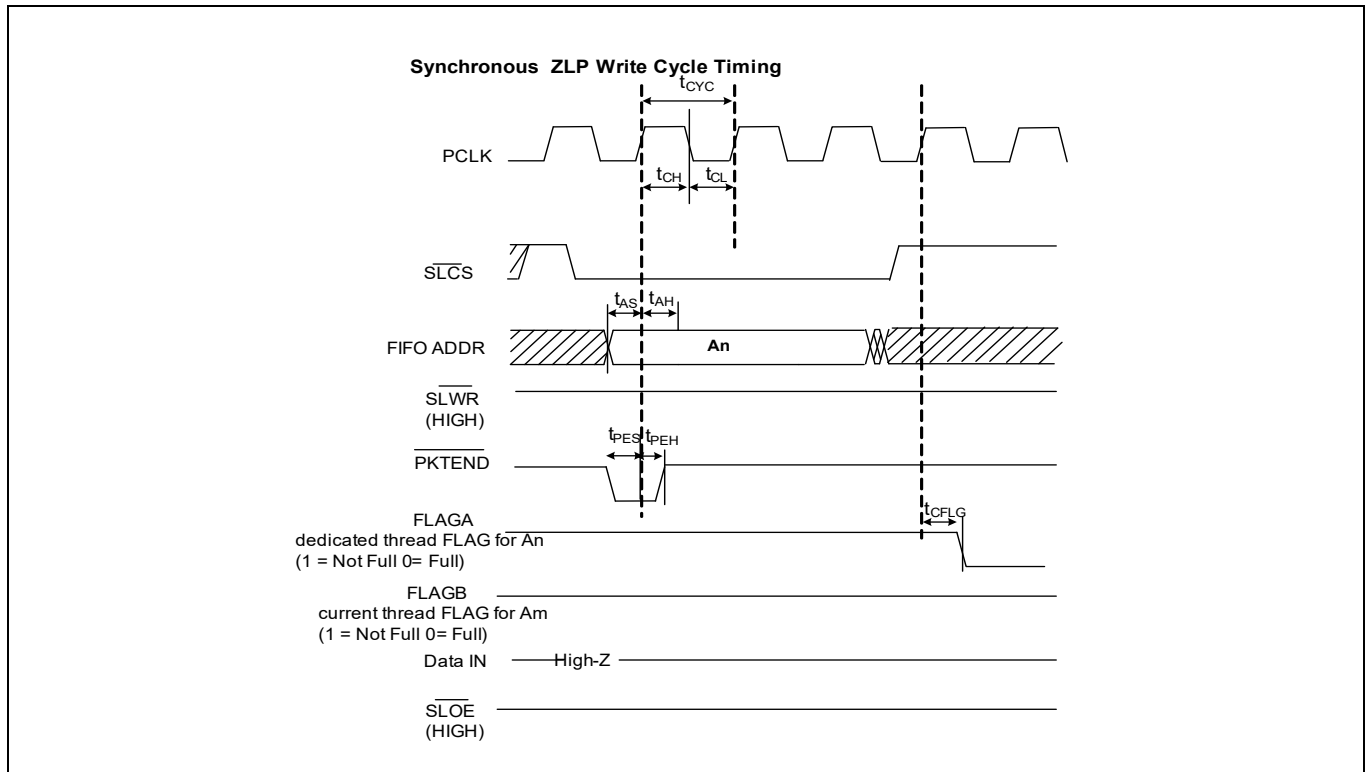 Synchronous ZLP Write Cycle Timing
tCYC
PCLK
tCH
tCL
SLCS
tAS
tAH
FIFO ADDR
An
SLWR
(HIGH)
tPES
tPEH
PKTEND
tCFLG
FLAGA
dedicated thread FLAG for An
(1 = Not Full 0= Full)
FLAGB
current thread FLAG for Am
(1 = Not Full 0= Full)
Data IN
High-Z
SLOE
(HIGH)